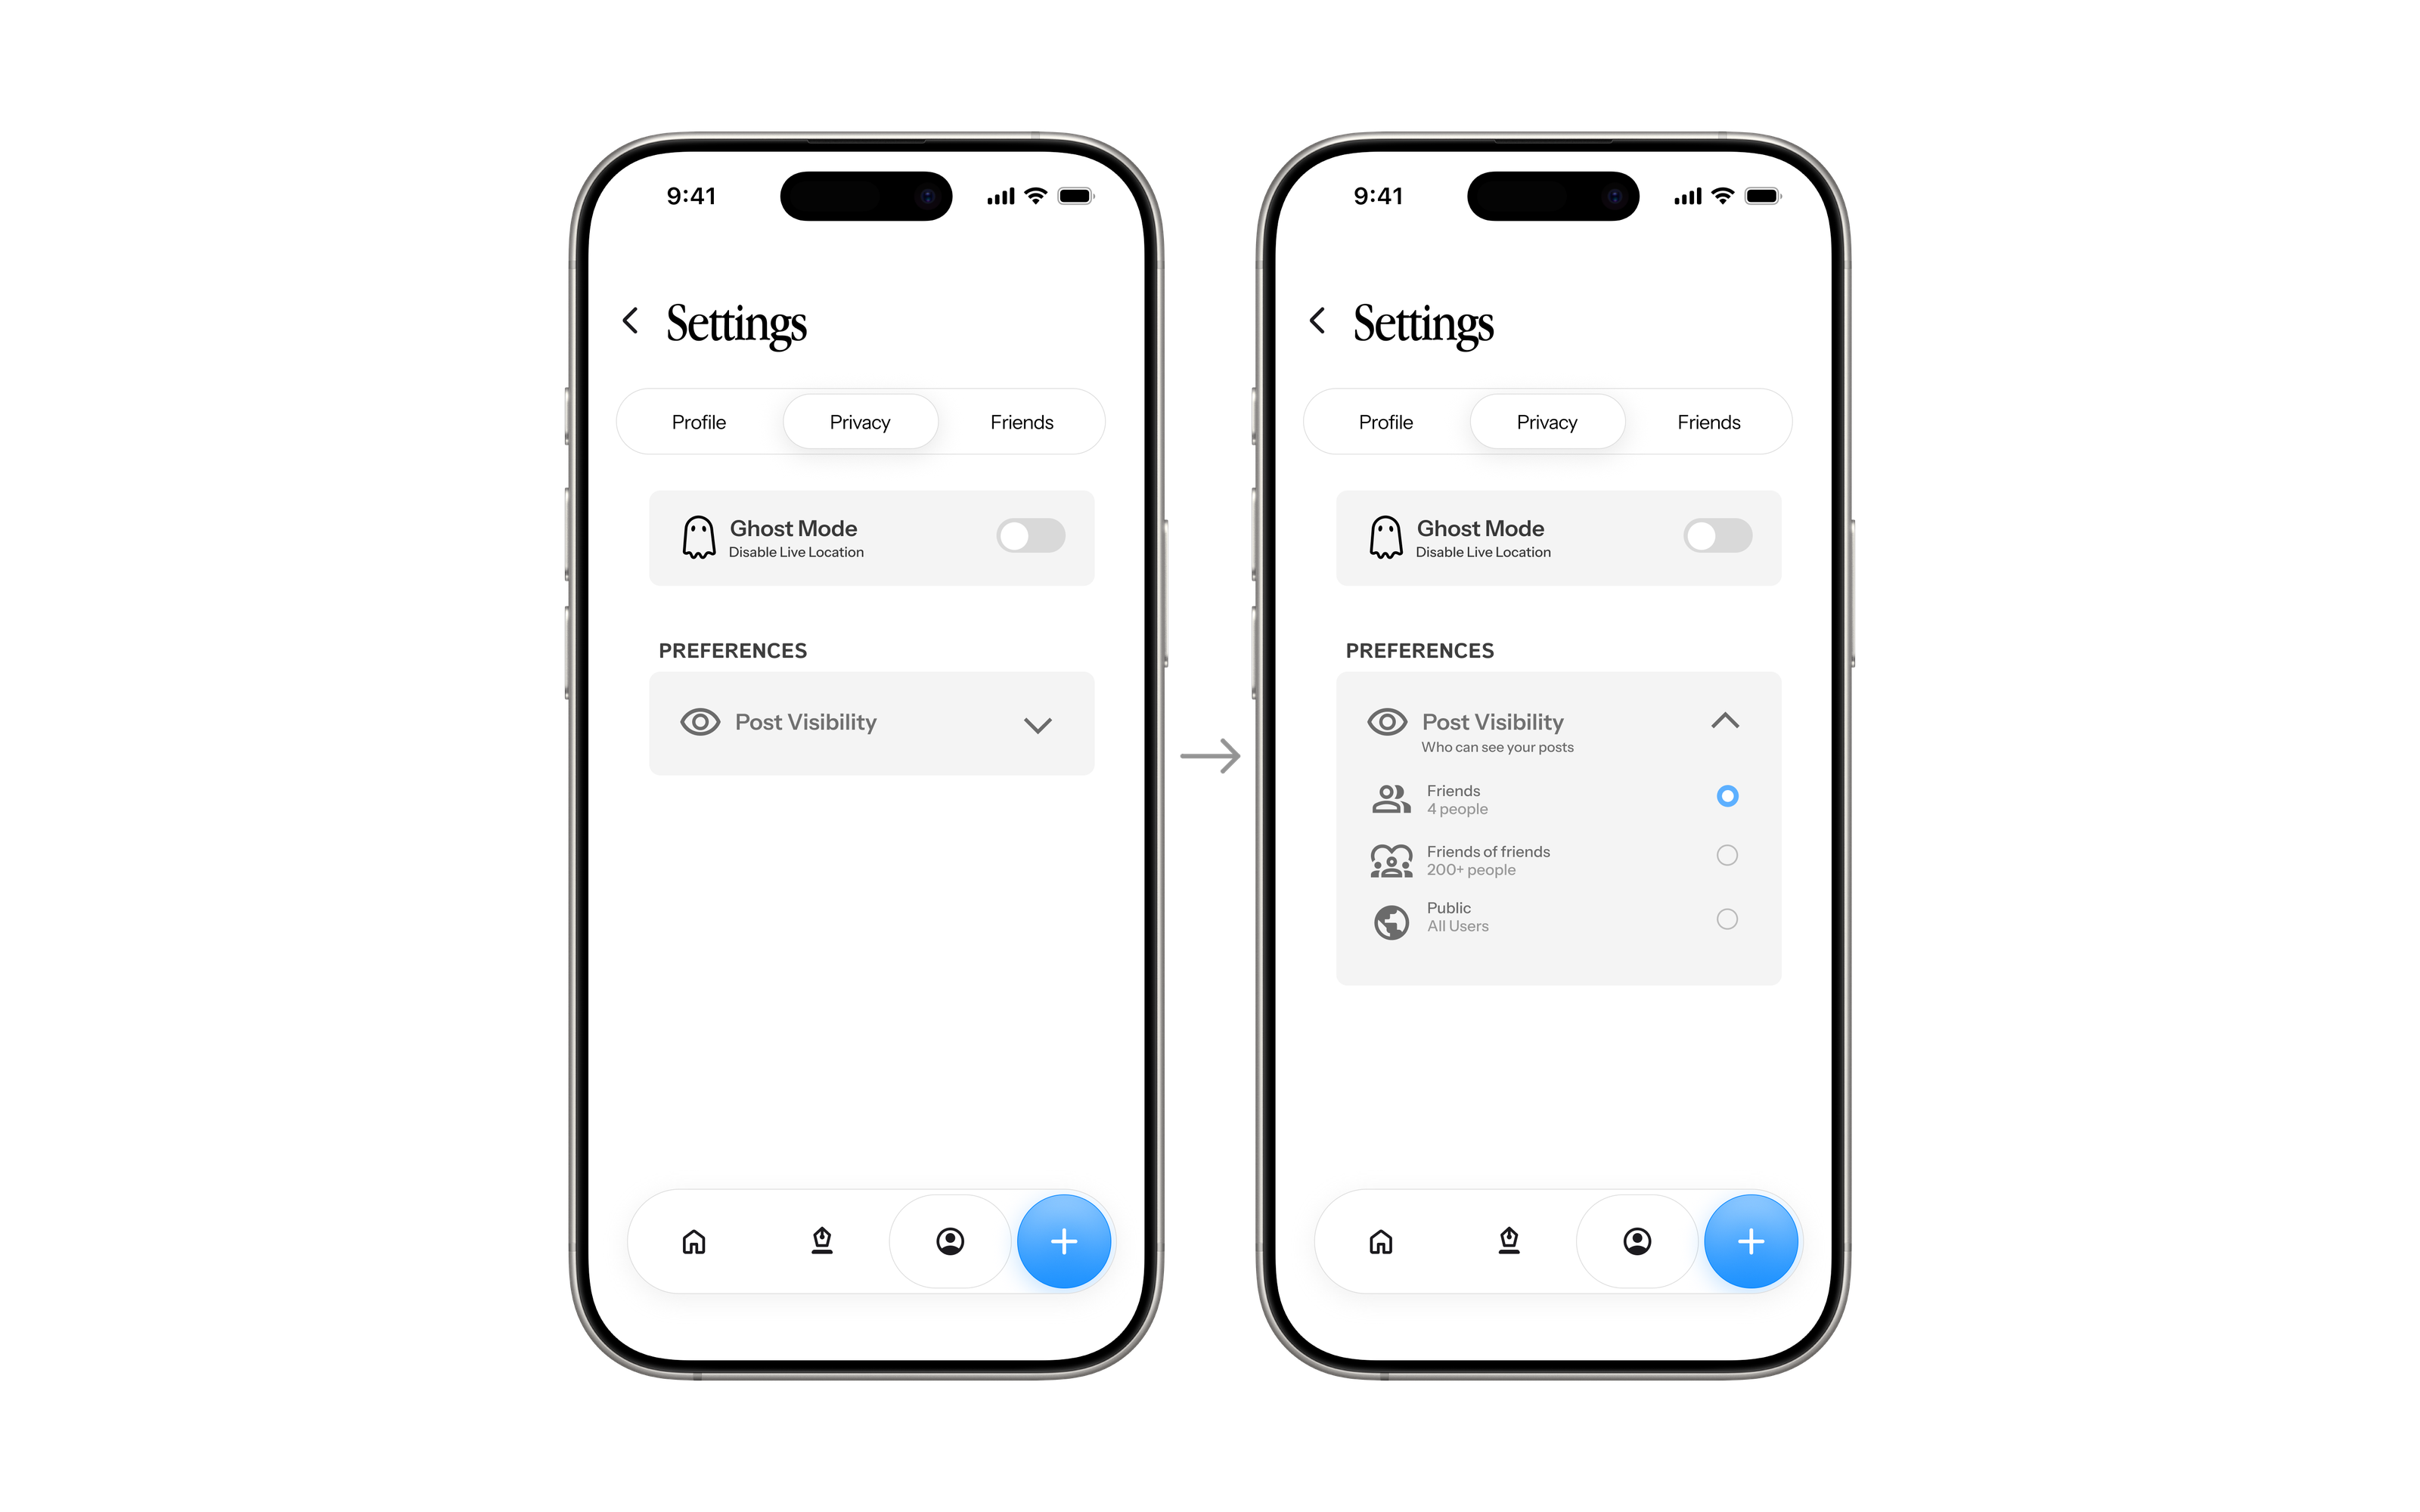 9:41
Settings
Profile Privacy Friends
Ghost Mode
Disable Live Location
PREFERENCES
Post Visibility
9:41
Settings
Profile Privacy Friends
Ghost Mode
Disable Live Location
PREFERENCES
Post Visibility
Who can see your posts
Friends
4 people
Friends of friends
200+ people
Public
All Users